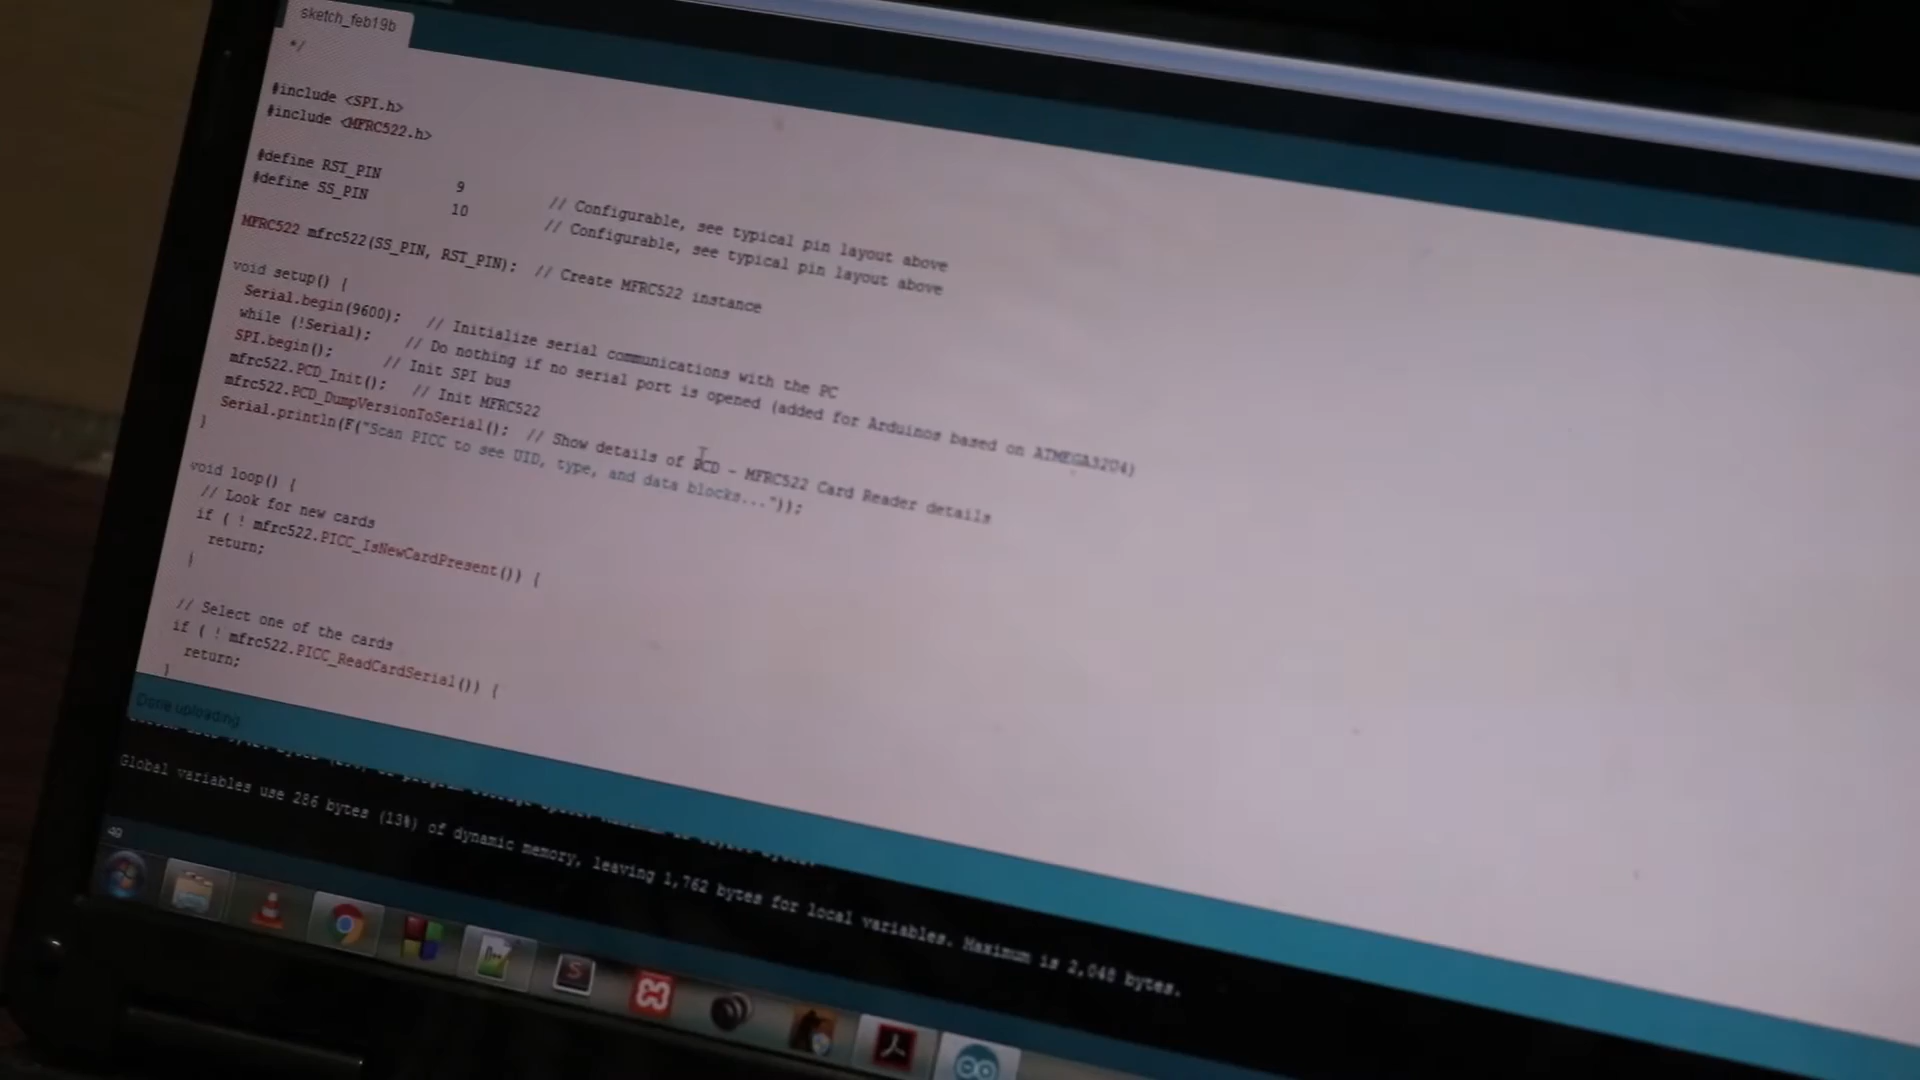 sketch_feb19b
*/
#include <SPI.h>
#include <MFRC522.h>
#define RST_PIN 9 // Configurable, see typical pin layout above
#define SS_PIN 10 // Configurable, see typical pin layout above
MFRC522 mfrc522(SS_PIN, RST_PIN); // Create MFRC522 instance
void setup() {
Serial.begin(9600); // Initialize serial communications with the PC
while (!Serial); // Do nothing if no serial port is opened (added for Arduinos based on ATMEGA32U4)
SPI.begin(); // Init SPI bus
mfrc522.PCD_Init(); // Init MFRC522
mfrc522.PCD_DumpVersionToSerial(); // Show details of PCD - MFRC522 Card Reader details
Serial.println(F("Scan PICC to see UID, type, and data blocks..."));
}
void loop() {
// Look for new cards
if ( ! mfrc522.PICC_IsNewCardPresent()) {
return;
}
// Select one of the cards
if ( ! mfrc522.PICC_ReadCardSerial()) {
return;
}
Done uploading
Global variables use 286 bytes (13%) of dynamic memory, leaving 1,762 bytes for local variables. Maximum is 2,048 bytes.
49